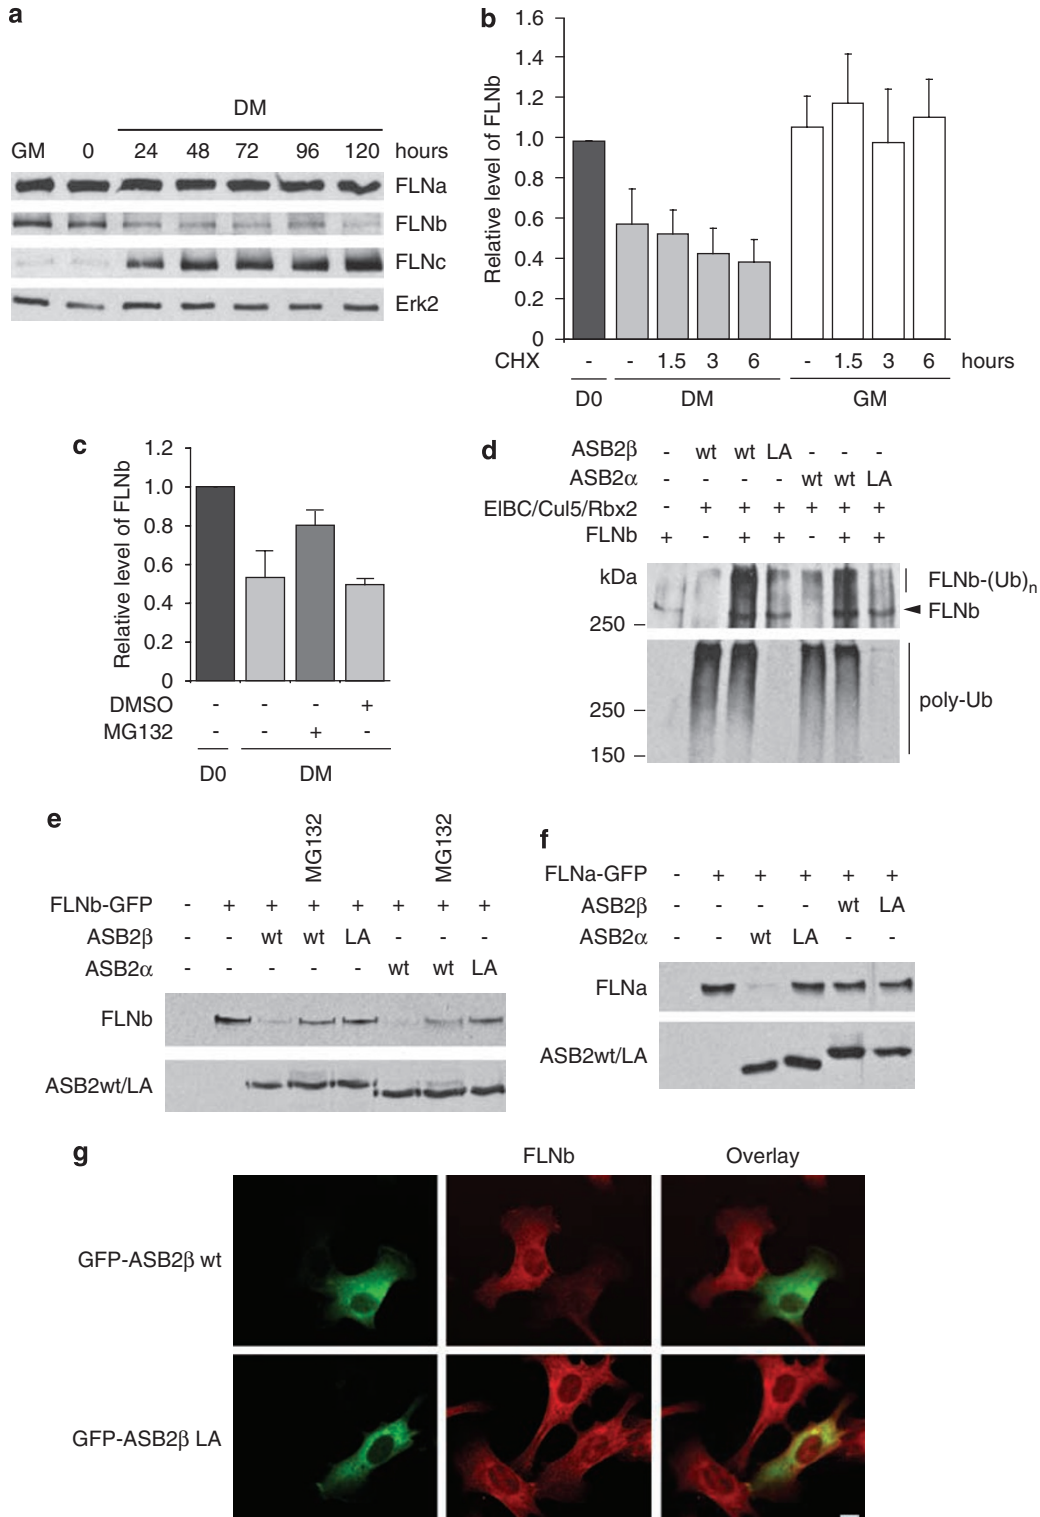 a
DM
GM 0 24 48 72 96 120 hours
FLNa
FLNb
FLNc
Erk2
b
Relative level of FLNb
1.6
1.4
1.2
1.0
0.8
0.6
0.4
0.2
0
CHX - - 1.5 3 6 - 1.5 3 6 hours
D0 DM GM
c
Relative level of FLNb
1.2
1.0
0.8
0.6
0.4
0.2
0
DMSO - - - +
MG132 - - + -
D0 DM
d
ASB2β - wt wt LA - - -
ASB2α - - - - wt wt LA
ElBC/Cul5/Rbx2 - + + + + + +
FLNb + - + + - + +
kDa
FLNb-(Ub)n
FLNb
250
poly-Ub
250
150
e
MG132 MG132
FLNb-GFP - + + + + + + +
ASB2β - - wt wt LA - - -
ASB2α - - - - - wt wt LA
FLNb
ASB2wt/LA
f
FLNa-GFP - + + + + +
ASB2β - - - - wt LA
ASB2α - - wt LA - -
FLNa
ASB2wt/LA
g
FLNb Overlay
GFP-ASB2β wt
GFP-ASB2β LA